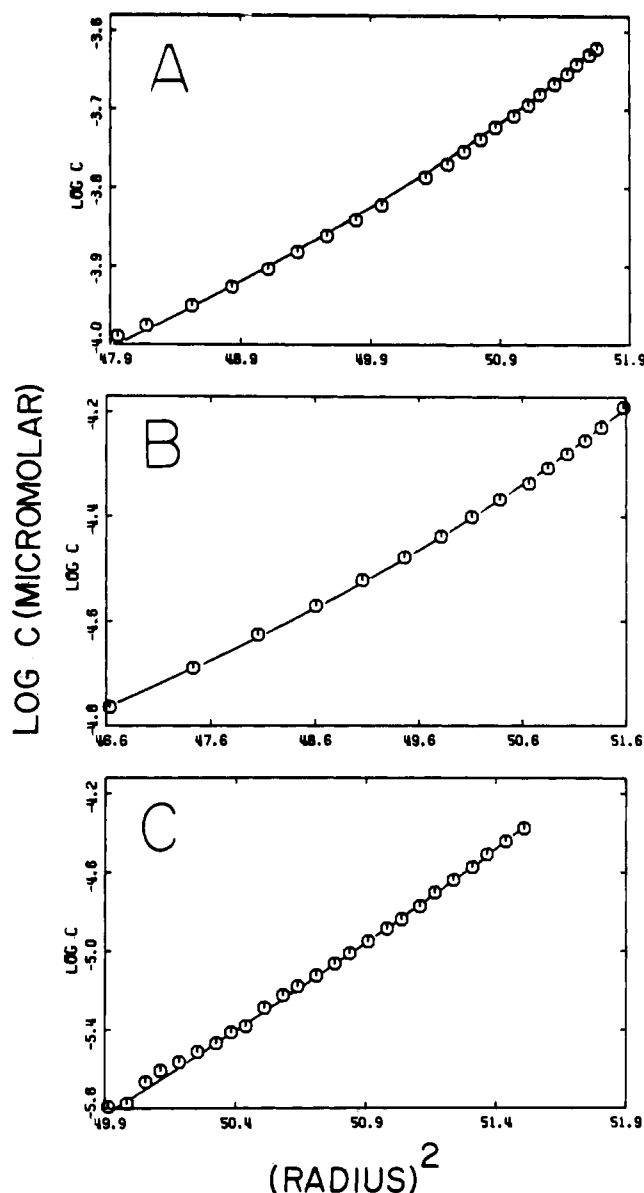 A
LOG C
-3.6
-3.7
-3.8
-3.9
-4.0
47.9 48.9 49.9 50.9 51.9
LOG C (MICROMOLAR)
B
LOG C
-4.2
-4.4
-4.6
-4.8
46.6 47.6 48.6 49.6 50.6 51.6
C
LOG C
-4.2
-4.6
-5.0
-5.4
-5.8
49.9 50.4 50.9 51.4 51.9
(RADIUS)²